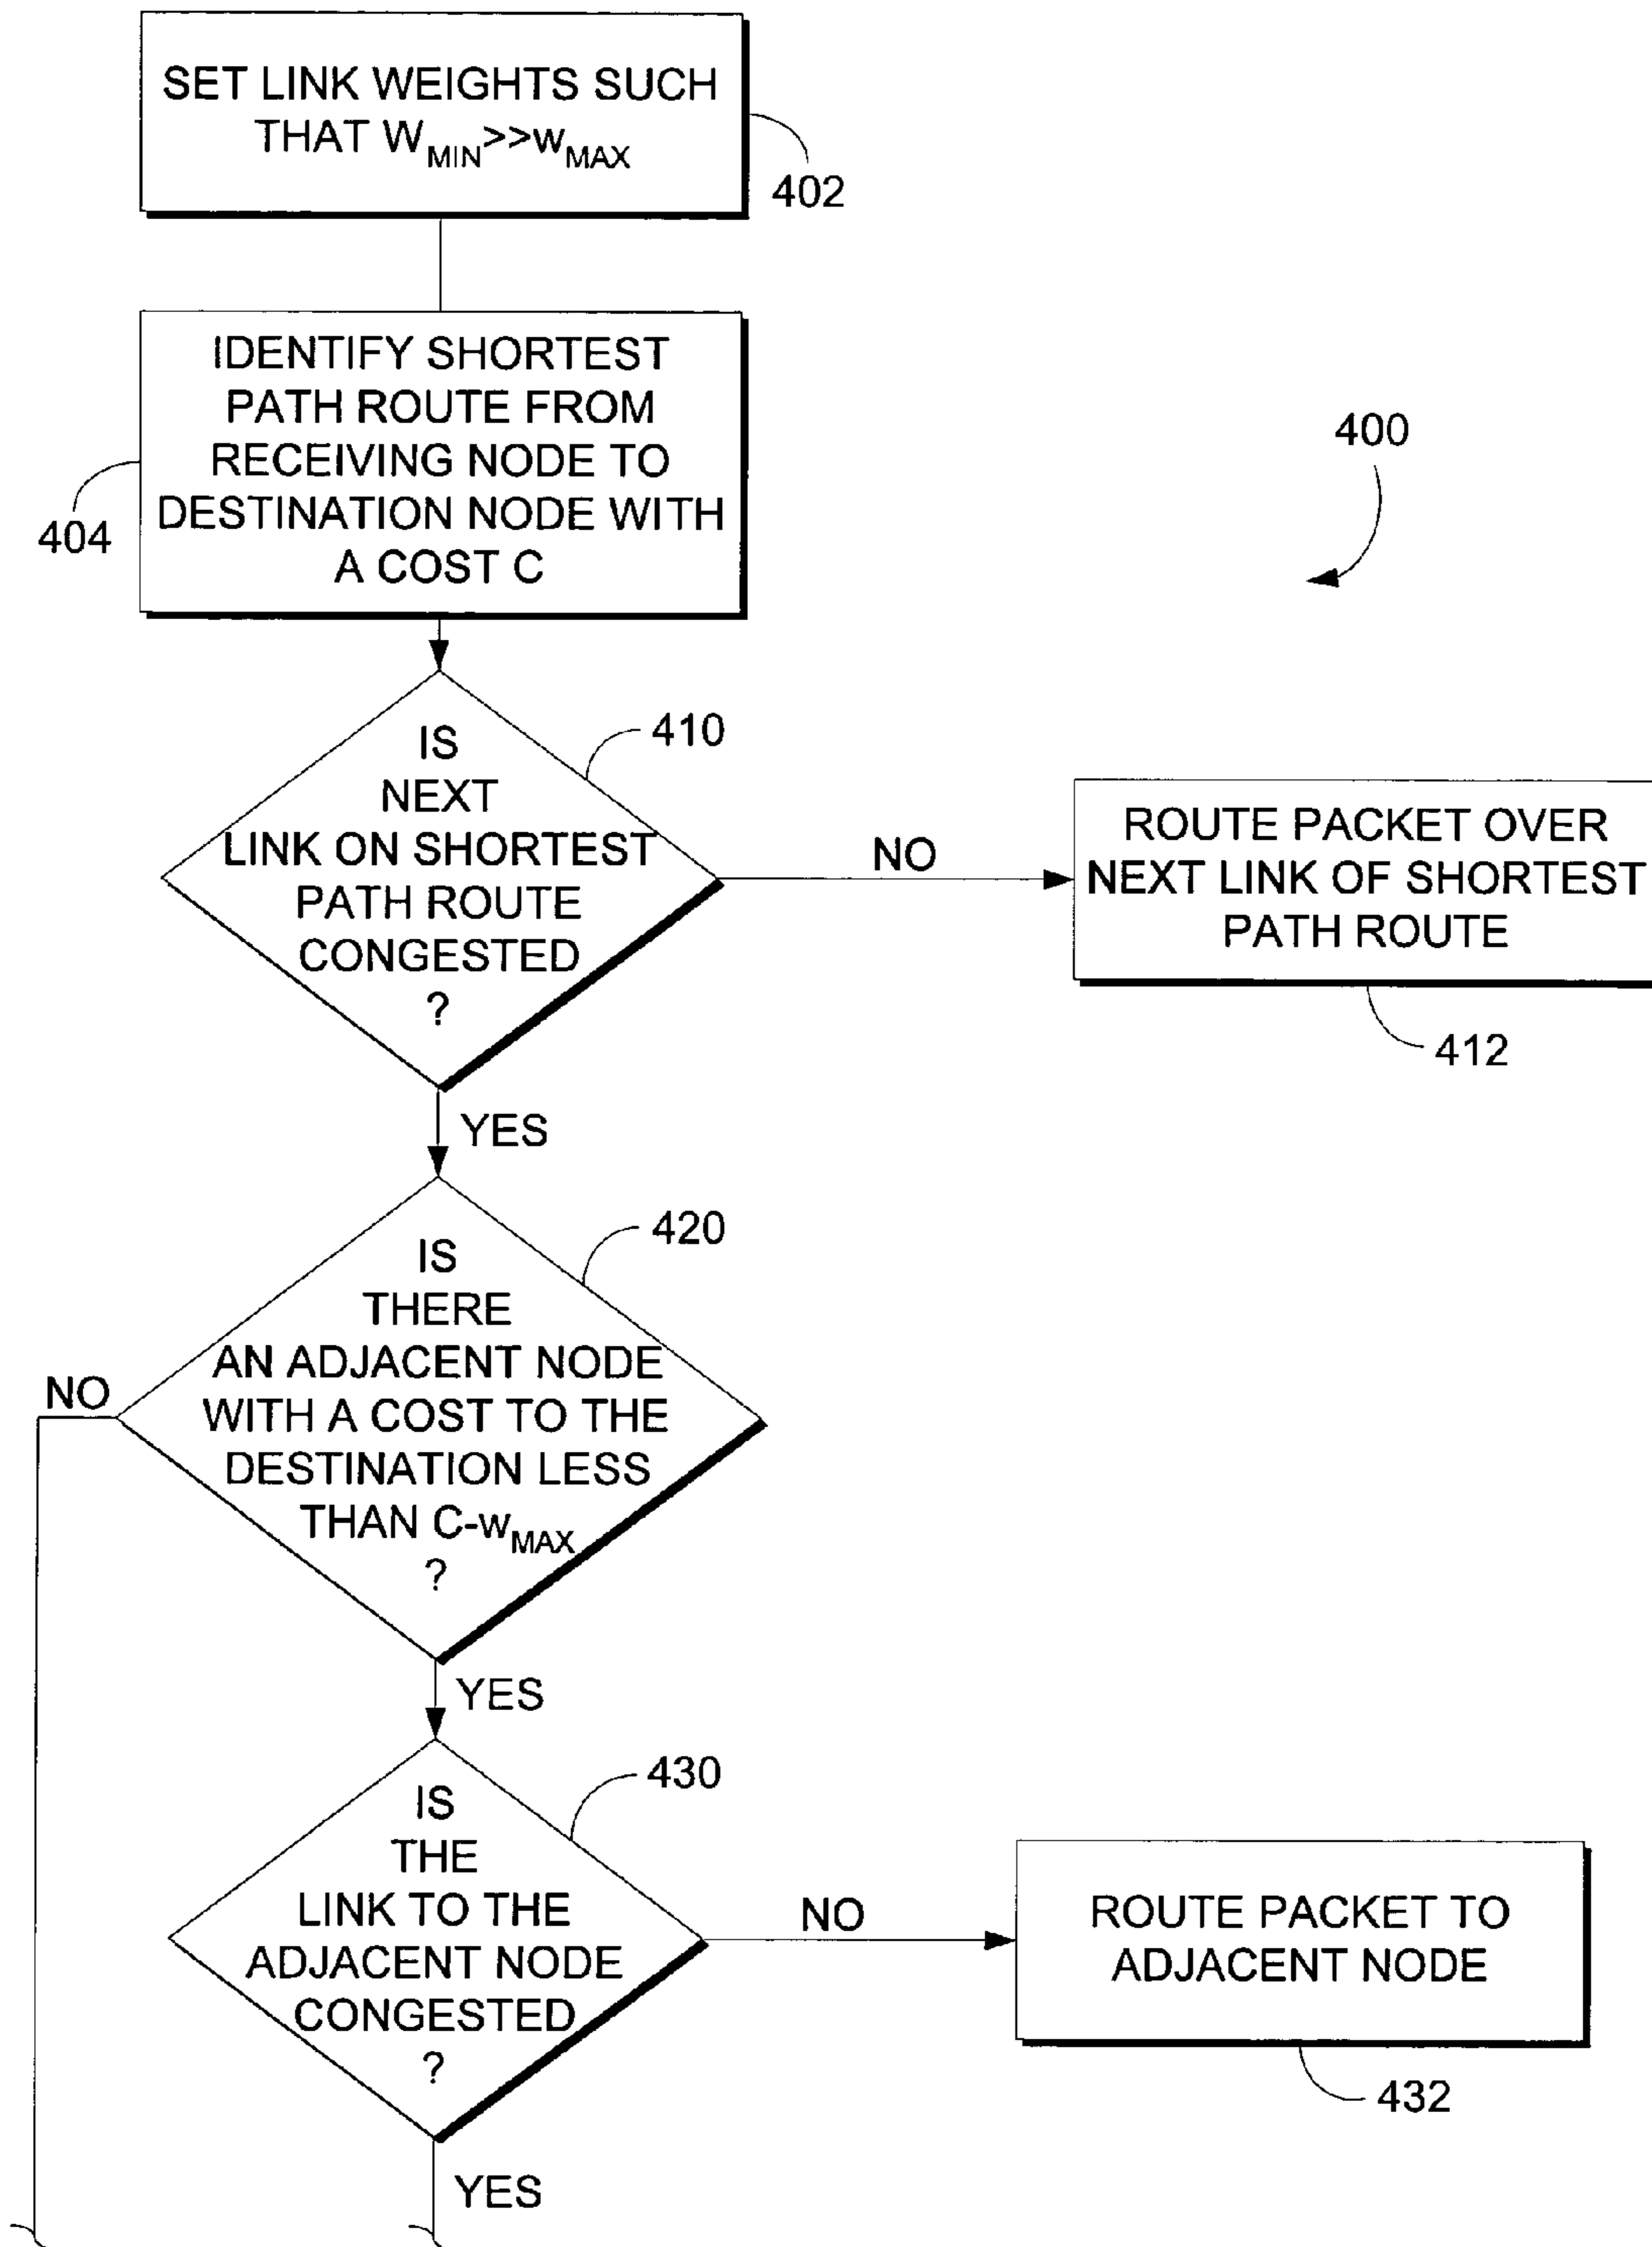 SET LINK WEIGHTS SUCH
THAT W MIN>>w MAX
402
IDENTIFY SHORTEST
PATH ROUTE FROM
RECEIVING NODE TO
DESTINATION NODE WITH
A COST C
404
400
IS
NEXT
LINK ON SHORTEST
PATH ROUTE
CONGESTED
?
410
NO
ROUTE PACKET OVER
NEXT LINK OF SHORTEST
PATH ROUTE
412
YES
IS
THERE
AN ADJACENT NODE
WITH A COST TO THE
DESTINATION LESS
THAN C-w MAX
?
420
NO
YES
IS
THE
LINK TO THE
ADJACENT NODE
CONGESTED
?
430
NO
ROUTE PACKET TO
ADJACENT NODE
432
YES